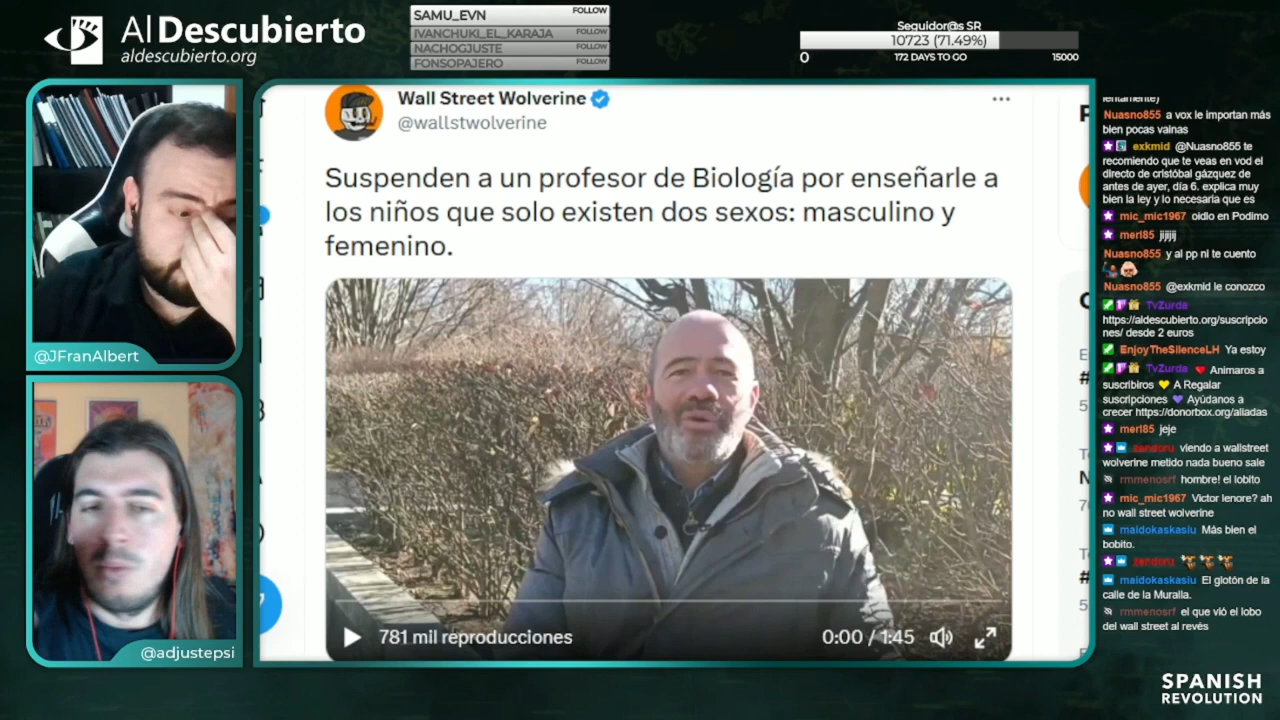 Al Descubierto
aldescubierto.org
SAMU_EVN FOLLOW
IVANCHUKI_EL_KARAJA FOLLOW
NACHOGJUSTE FOLLOW
FONSOPAJERO FOLLOW
Seguidor@s SR
10723 (71.49%)
0 172 DAYS TO GO 15000
@JFranAlbert
@adjustepsi
Wall Street Wolverine
@wallstwolverine
Suspenden a un profesor de Biología por enseñarle a
los niños que solo existen dos sexos: masculino y
femenino.
781 mil reproducciones
0:00 / 1:45
Nuasno855 a vox le importan más
bien pocas vainas
exkmid @Nuasno855 te
recomiendo que te veas en vod el
directo de cristóbal gázquez de
antes de ayer, día 6. explica muy
bien la ley y lo necesaria que es
mic_mic1967 oidlo en Podimo
merl85 jijijij
Nuasno855 y al pp ni te cuento
Nuasno855 @exkmid le conozco
TvZurda
https://aldescubierto.org/suscripcio
nes/ desde 2 euros
EnjoyTheSilenceLH Ya estoy
TvZurda Animaros a
suscribiros A Regalar
suscripciones Ayúdanos a
crecer https://donorbox.org/aliadas
merl85 jeje
zendoru viendo a wallstreet
wolverine metido nada bueno sale
rmmenosrf hombre! el lobito
mic_mic1967 Victor lenore? ah
no wall street wolverine
maidokaskasiu Más bien el
bobito.
zendoru
maidokaskasiu El glotón de la
calle de la Muralla.
rmmenosrf el que vió el lobo
del wall street al revés
SPANISH
REVOLUTION